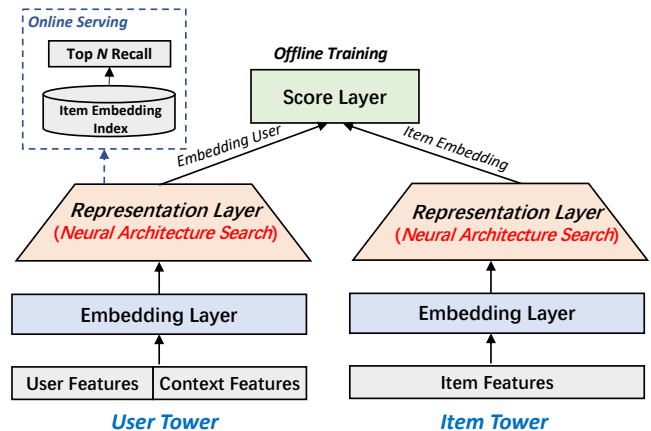 Online Serving
Top N Recall
Item Embedding
Index
Offline Training
Score Layer
Embedding User
Item Embedding
Representation Layer
(Neural Architecture Search)
Representation Layer
(Neural Architecture Search)
Embedding Layer
Embedding Layer
User Features
Context Features
Item Features
User Tower
Item Tower